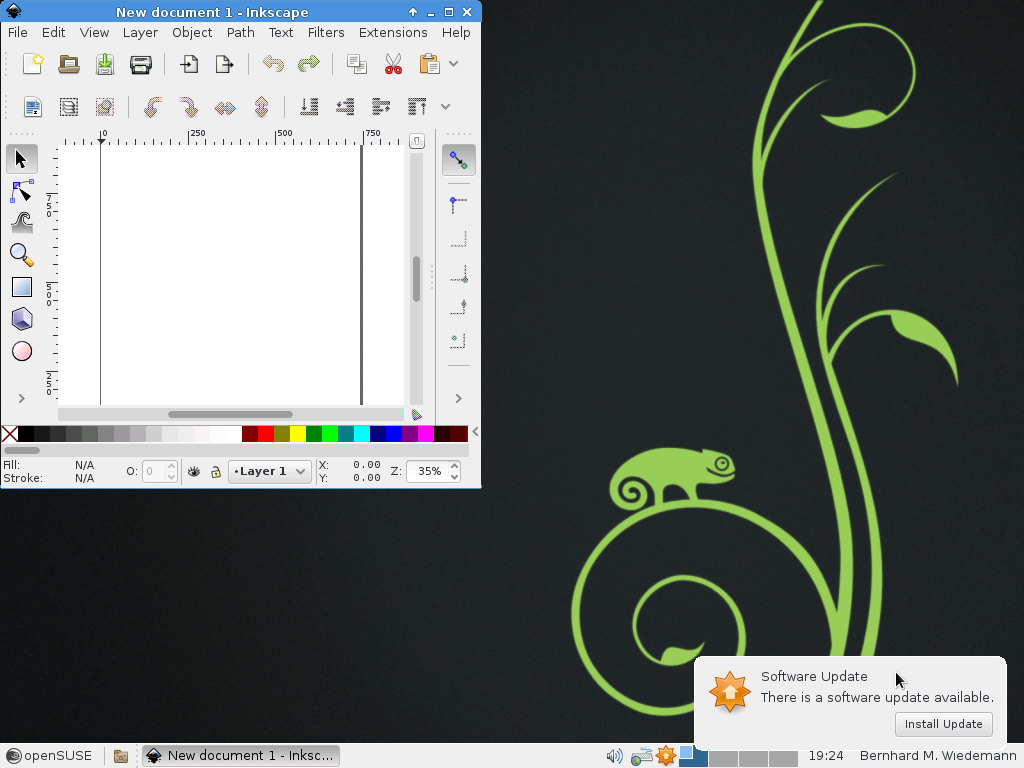 New document 1 - Inkscape
File Edit View Layer Object Path Text Filters Extensions Help
0 250 500 750
750
500
250
Fill: N/A
Stroke: N/A
O: 0
•Layer 1
X: 0.00
Y: 0.00
Z: 35%
Software Update
There is a software update available.
Install Update
openSUSE
New document 1 - Inksc...
19:24
Bernhard M. Wiedemann